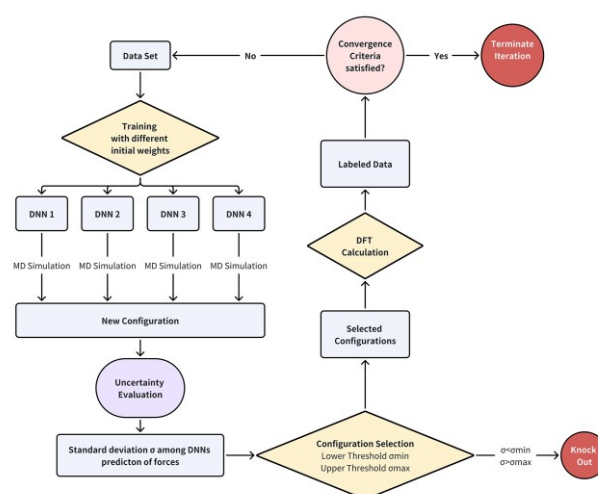 Data Set
No
Convergence
Criteria
satisfied?
Yes
Terminate
Iteration
Training
with different
initial weights
Labeled Data
DNN 1
DNN 2
DNN 3
DNN 4
DFT
Calculation
MD Simulation
MD Simulation
MD Simulation
MD Simulation
New Configuration
Selected
Configurations
Uncertainty
Evaluation
Standard deviation σ among DNNs
predicton of forces
Configuration Selection
Lower Threshold σmin
Upper Threshold σmax
σ<σmin
σ>σmax
Knock
Out